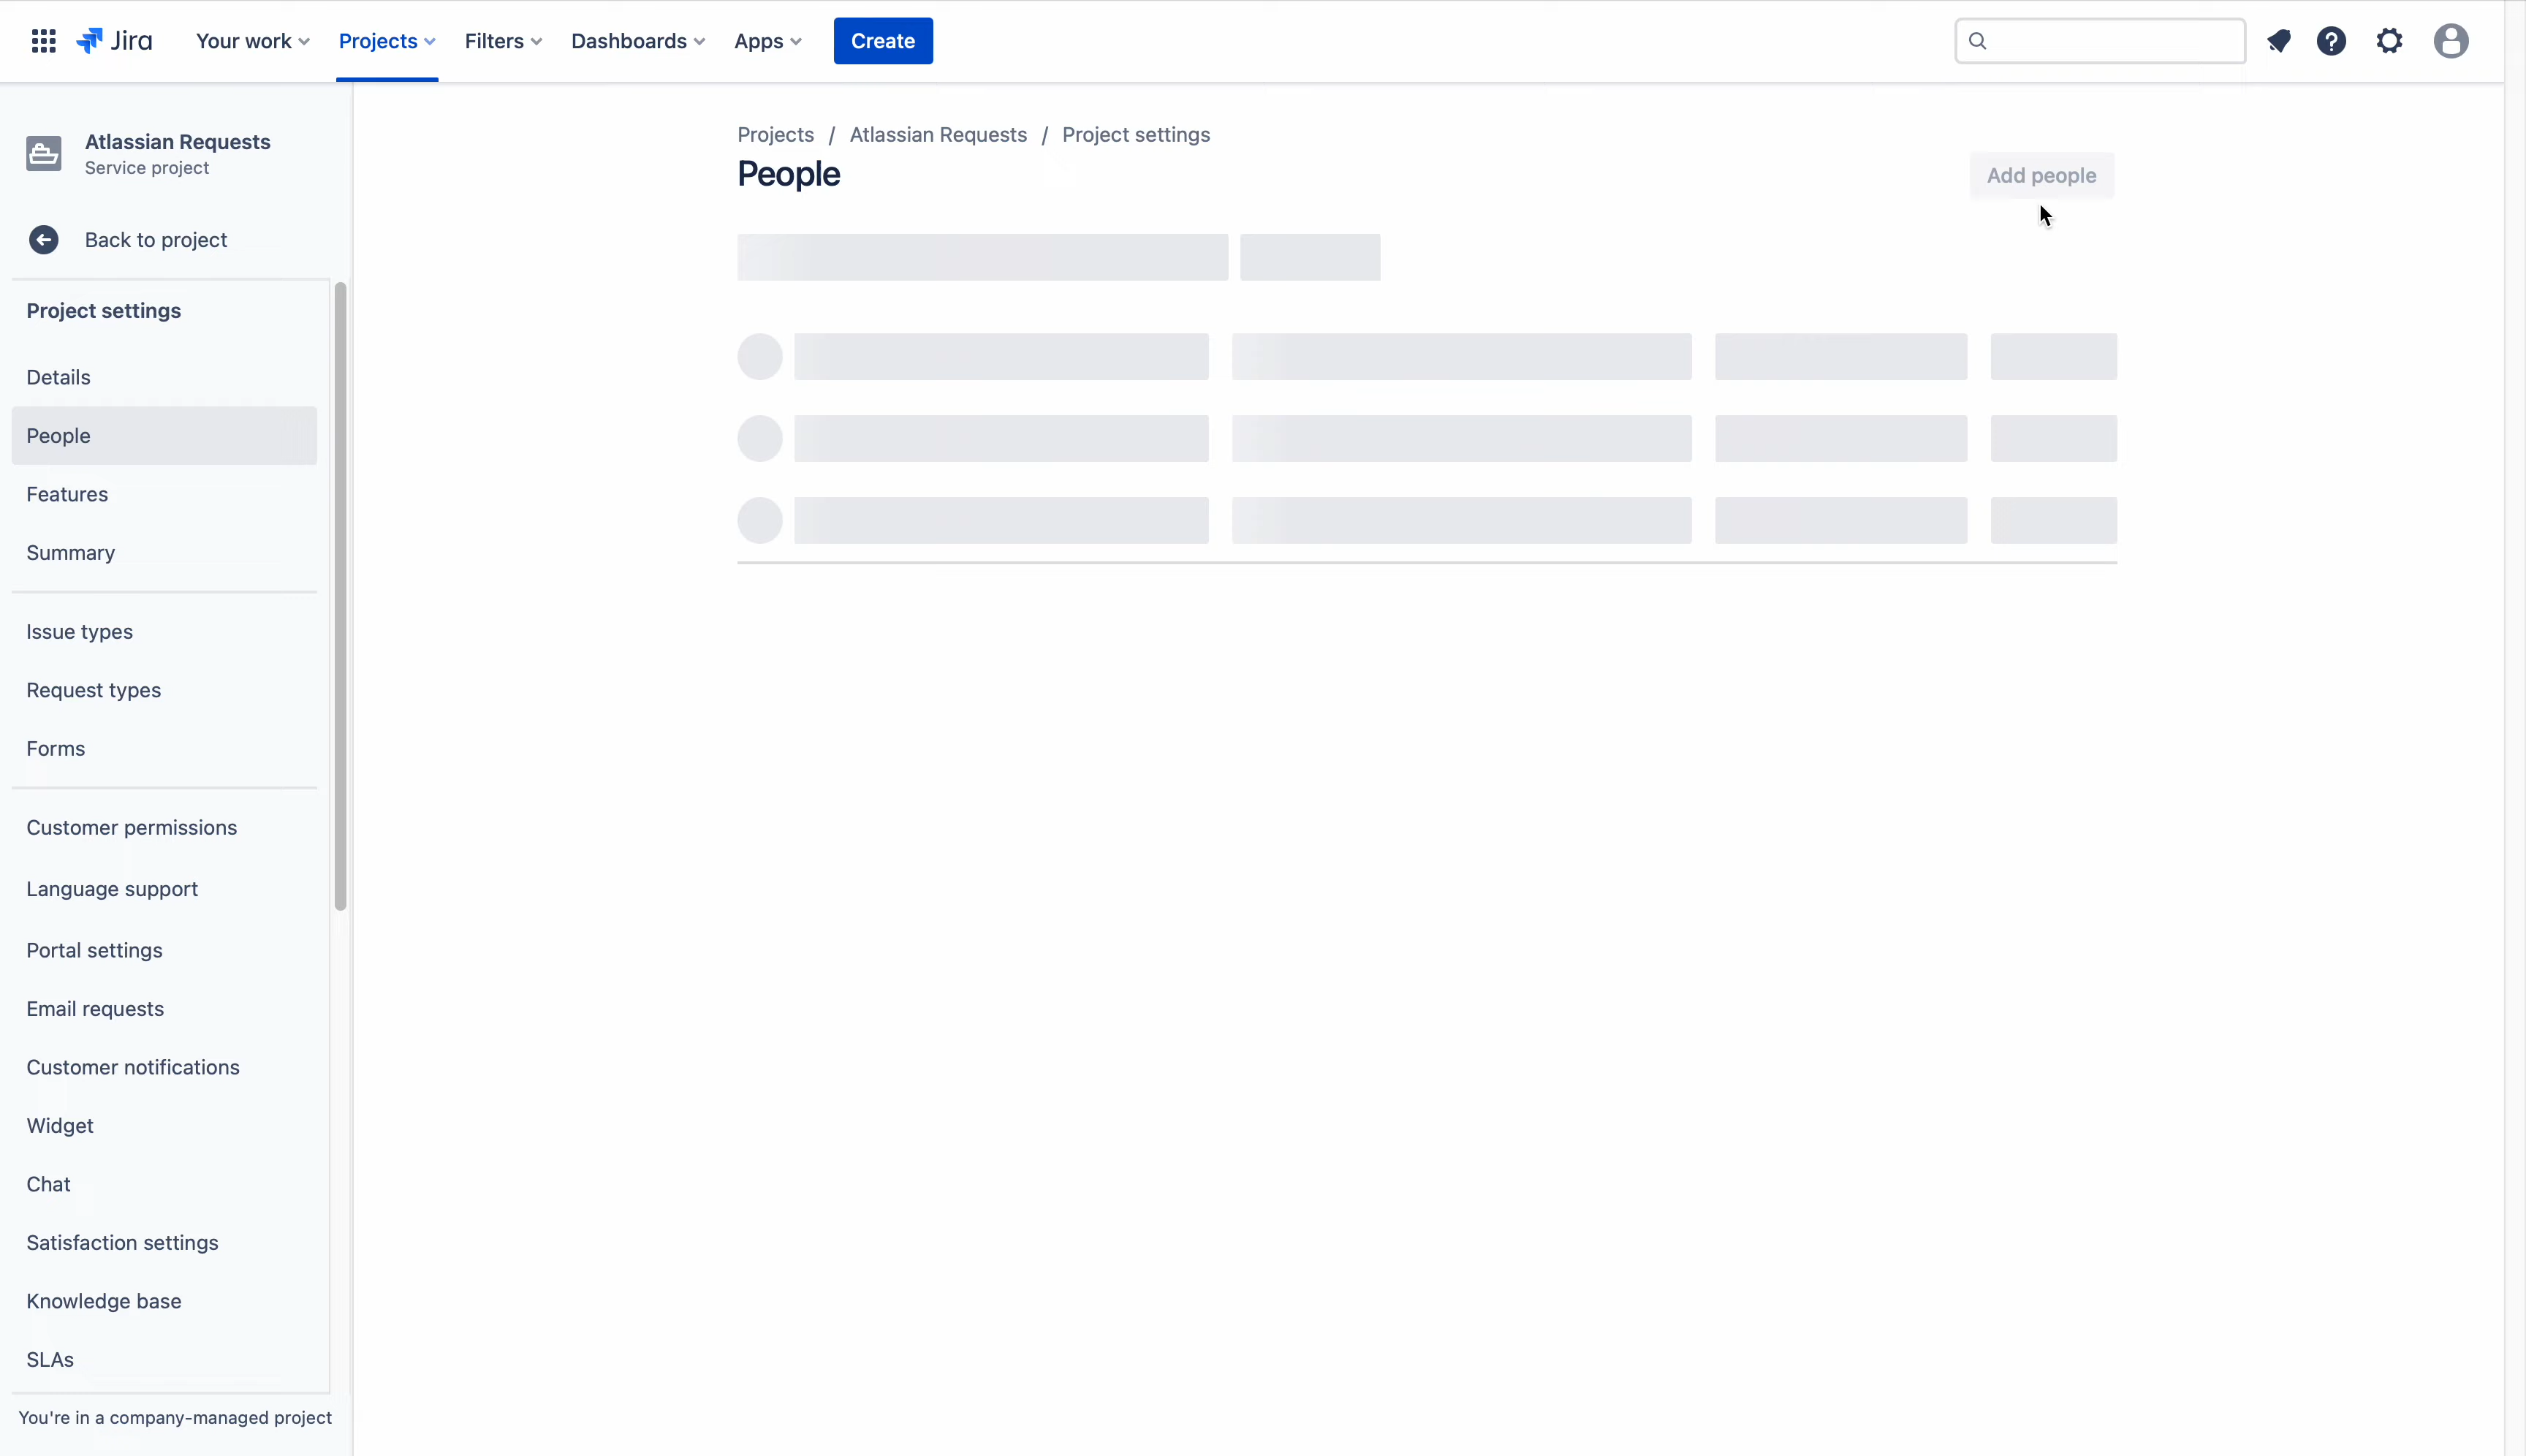 Jira
Your work
Projects
Filters
Dashboards
Apps
Create
Atlassian Requests
Service project
Back to project
Project settings
Details
People
Features
Summary
Issue types
Request types
Forms
Customer permissions
Language support
Portal settings
Email requests
Customer notifications
Widget
Chat
Satisfaction settings
Knowledge base
SLAs
You're in a company-managed project
Projects / Atlassian Requests / Project settings
People
Add people